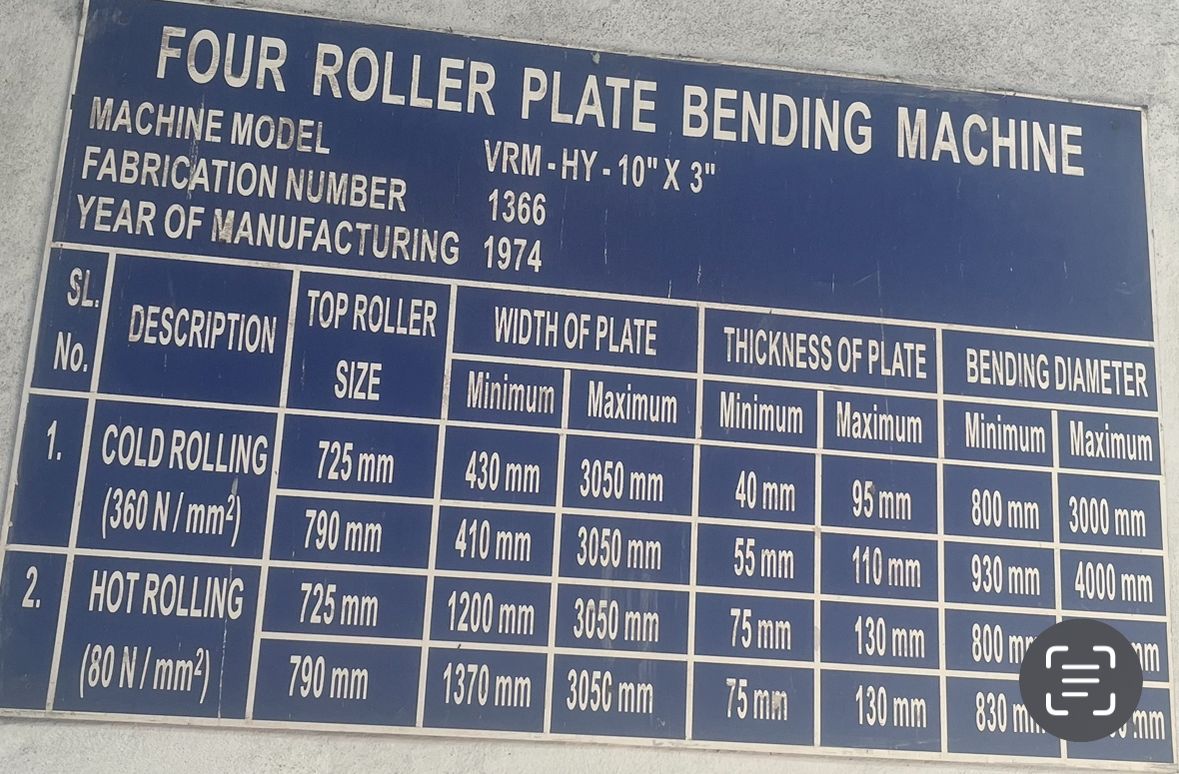 FOUR ROLLER PLATE BENDING MACHINE
MACHINE MODEL VRM - HY - 10" X 3"
FABRICATION NUMBER 1366
YEAR OF MANUFACTURING 1974
SL. No. DESCRIPTION TOP ROLLER SIZE WIDTH OF PLATE THICKNESS OF PLATE BENDING DIAMETER
Minimum Maximum Minimum Maximum Minimum Maximum
1. COLD ROLLING (360 N / mm²) 725 mm 430 mm 3050 mm 40 mm 95 mm 800 mm 3000 mm
790 mm 410 mm 3050 mm 55 mm 110 mm 930 mm 4000 mm
2. HOT ROLLING (80 N / mm²) 725 mm 1200 mm 3050 mm 75 mm 130 mm 800 mm
790 mm 1370 mm 3050 mm 75 mm 130 mm 830 mm